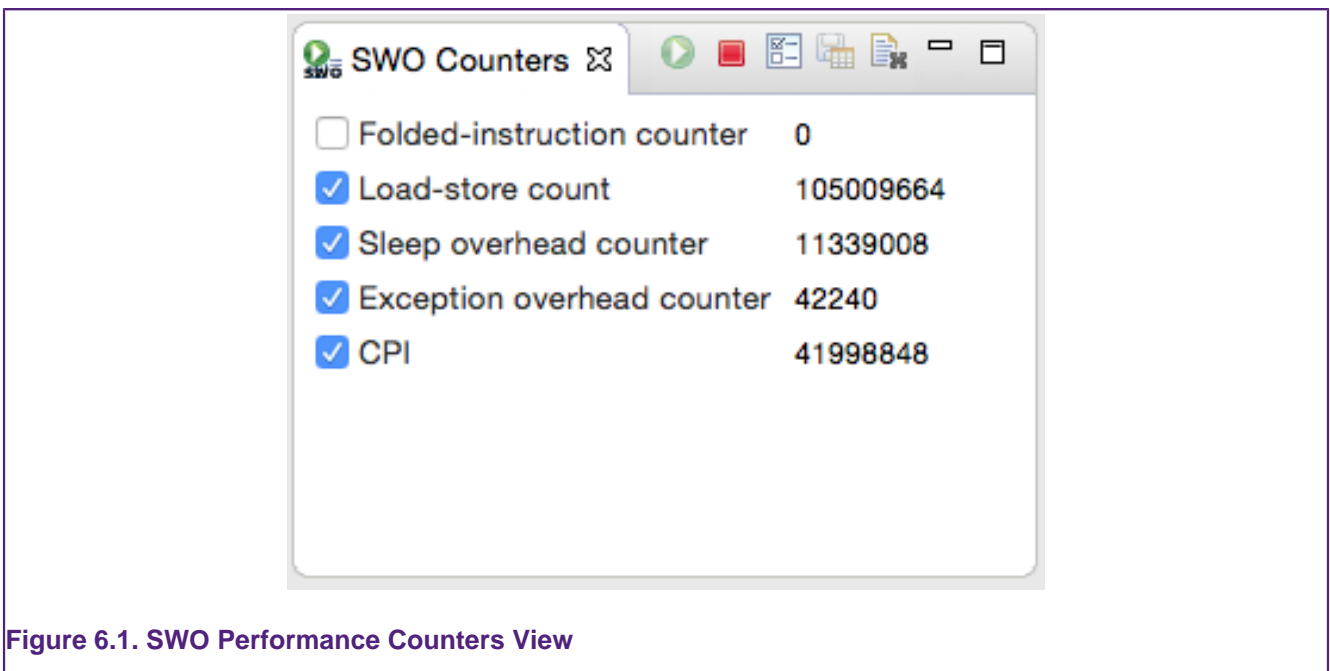 SWO SWO Counters
Folded-instruction counter 0
Load-store count 105009664
Sleep overhead counter 11339008
Exception overhead counter 42240
CPI 41998848
Figure 6.1. SWO Performance Counters View